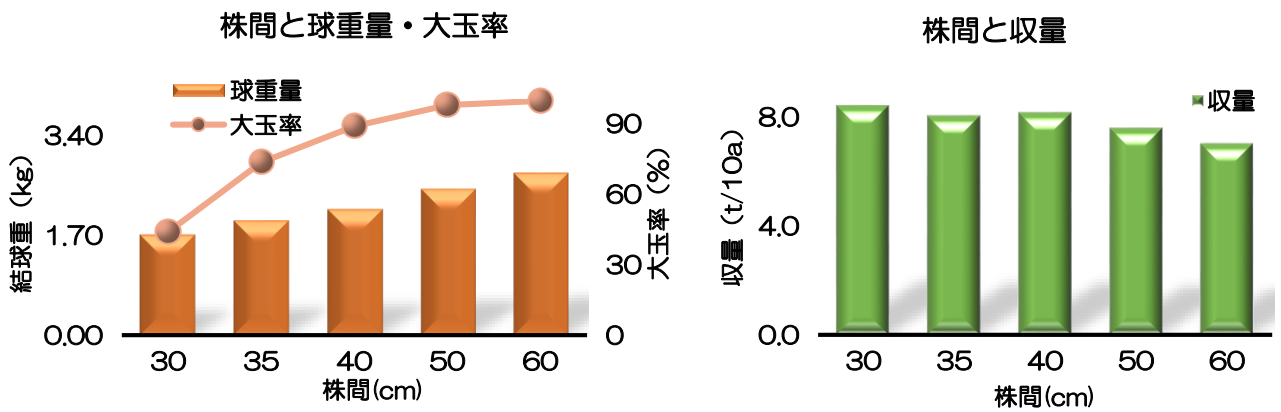 株間と球重量・大玉率
球重量
大玉率
結球重（kg）
3.40
1.70
0.00
90
60
30
0
大玉率（%）
30 35 40 50 60
株間(cm)
株間と収量
収量
収量（t/10a）
8.0
4.0
0.0
30 35 40 50 60
株間(cm)